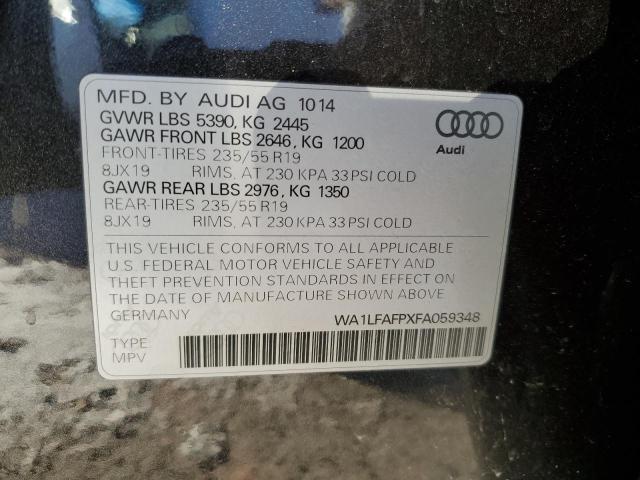 MFD. BY AUDI AG 1014
GVWR LBS 5390, KG 2445
GAWR FRONT LBS 2646, KG 1200
FRONT-TIRES 235/55 R19
8JX19 RIMS, AT 230 KPA 33 PSI COLD
GAWR REAR LBS 2976, KG 1350
REAR-TIRES 235/55 R19
8JX19 RIMS, AT 230 KPA 33 PSI COLD
Audi
THIS VEHICLE CONFORMS TO ALL APPLICABLE
U.S. FEDERAL MOTOR VEHICLE SAFETY AND
THEFT PREVENTION STANDARDS IN EFFECT ON
THE DATE OF MANUFACTURE SHOWN ABOVE.
GERMANY
WA1LFAFPXFA059348
TYPE
MPV